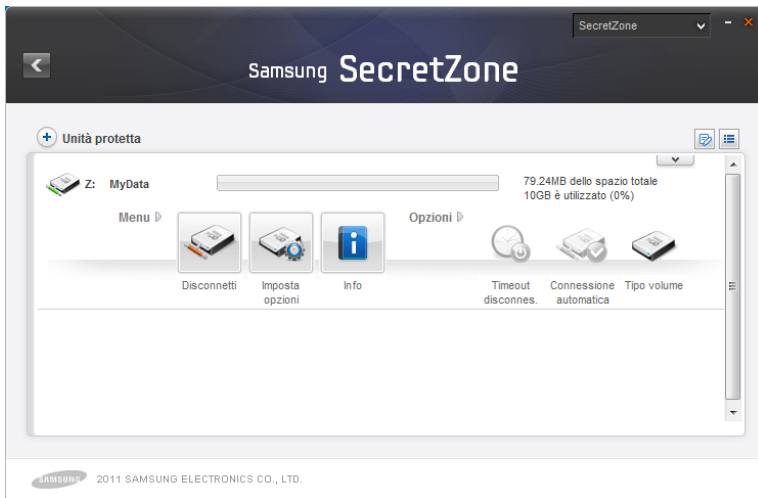 SecretZone
Samsung SecretZone
Unità protetta
Z: MyData
79.24MB dello spazio totale
10GB è utilizzato (0%)
Menu
Opzioni
Disconnetti
Imposta
opzioni
Info
Timeout
disconnes.
Connessione
automatica
Tipo volume
SAMSUNG 2011 SAMSUNG ELECTRONICS CO., LTD.